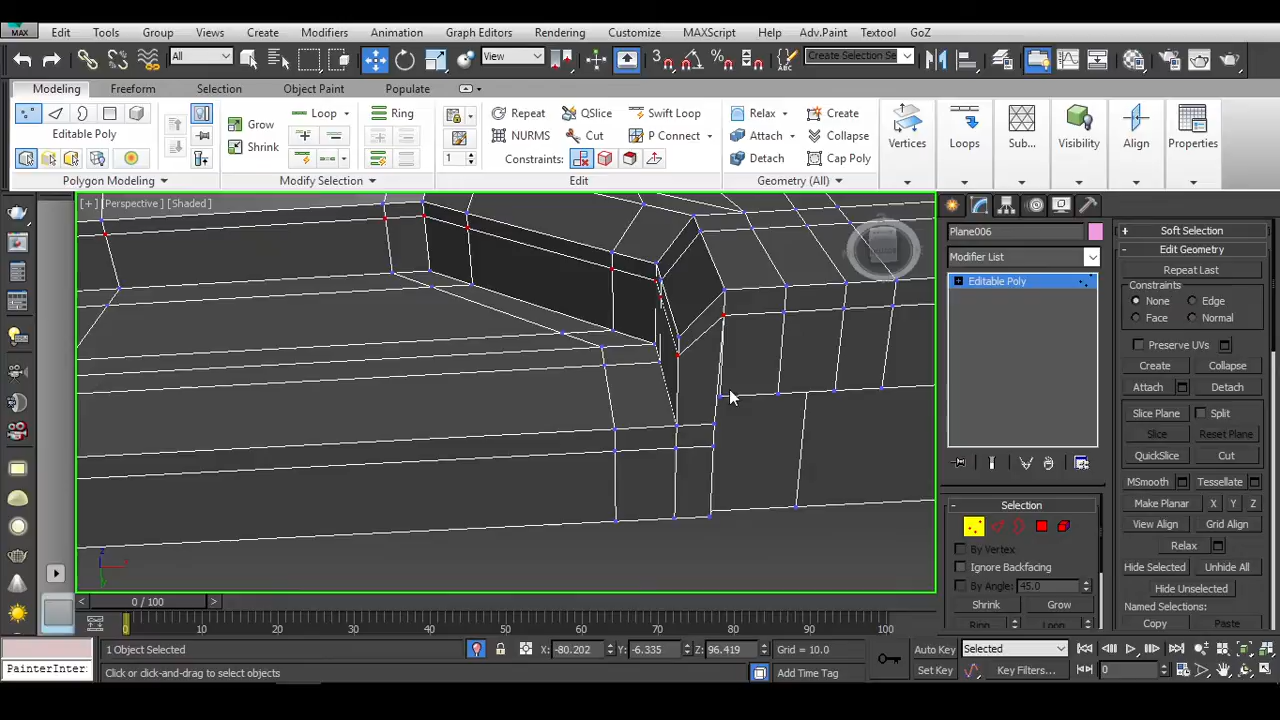 MAX Edit Tools Group Views Create Modifiers Animation Graph Editors Rendering Customize MAXScript Help Adv.Paint Textool GoZ
All View Create Selection Se
Modeling Freeform Selection Object Paint Populate
Editable Poly
Polygon Modeling
Loop Ring
Grow
Shrink
Modify Selection
Repeat QSlice Swift Loop
NURMS Cut P Connect
1 Constraints:
Edit
Relax Create
Attach Collapse
Detach Cap Poly
Geometry (All)
Vertices Loops Sub... Visibility Align Properties
[ + ] [Perspective ] [Shaded ]
Plane006
Modifier List
Editable Poly
Selection
By Vertex
Ignore Backfacing
By Angle: 45.0
Shrink Grow
Ring Loop
Soft Selection
Edit Geometry
Repeat Last
Constraints
None Edge
Face Normal
Preserve UVs
Create Collapse
Attach Detach
Slice Plane Split
Slice Reset Plane
QuickSlice Cut
MSmooth Tessellate
Make Planar X Y Z
View Align Grid Align
Relax
Hide Selected Unhide All
Hide Unselected
Named Selections:
Copy Paste
0 / 100
0 10 20 30 40 50 60 70 80 90 100
1 Object Selected X: -80.202 Y: -6.335 Z: 96.419 Grid = 10.0 Auto Key Selected
PainterInter Click or click-and-drag to select objects Add Time Tag Set Key Key Filters... 0